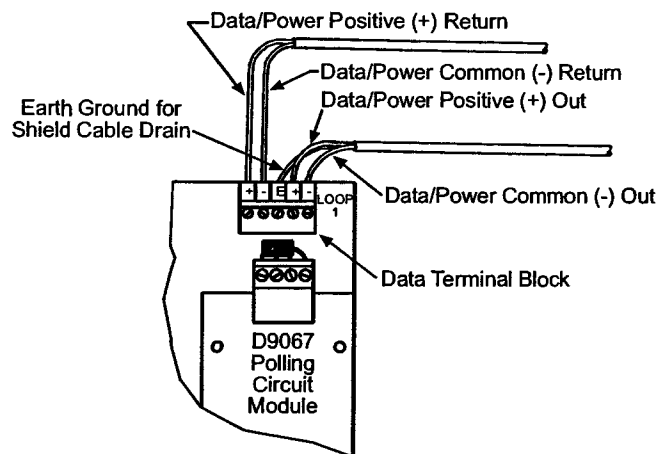 Data/Power Positive (+) Return
Data/Power Common (-) Return
Data/Power Positive (+) Out
Earth Ground for
Shield Cable Drain
+ - E + -
LOOP
1
Data/Power Common (-) Out
Data Terminal Block
D9067
Polling
Circuit
Module